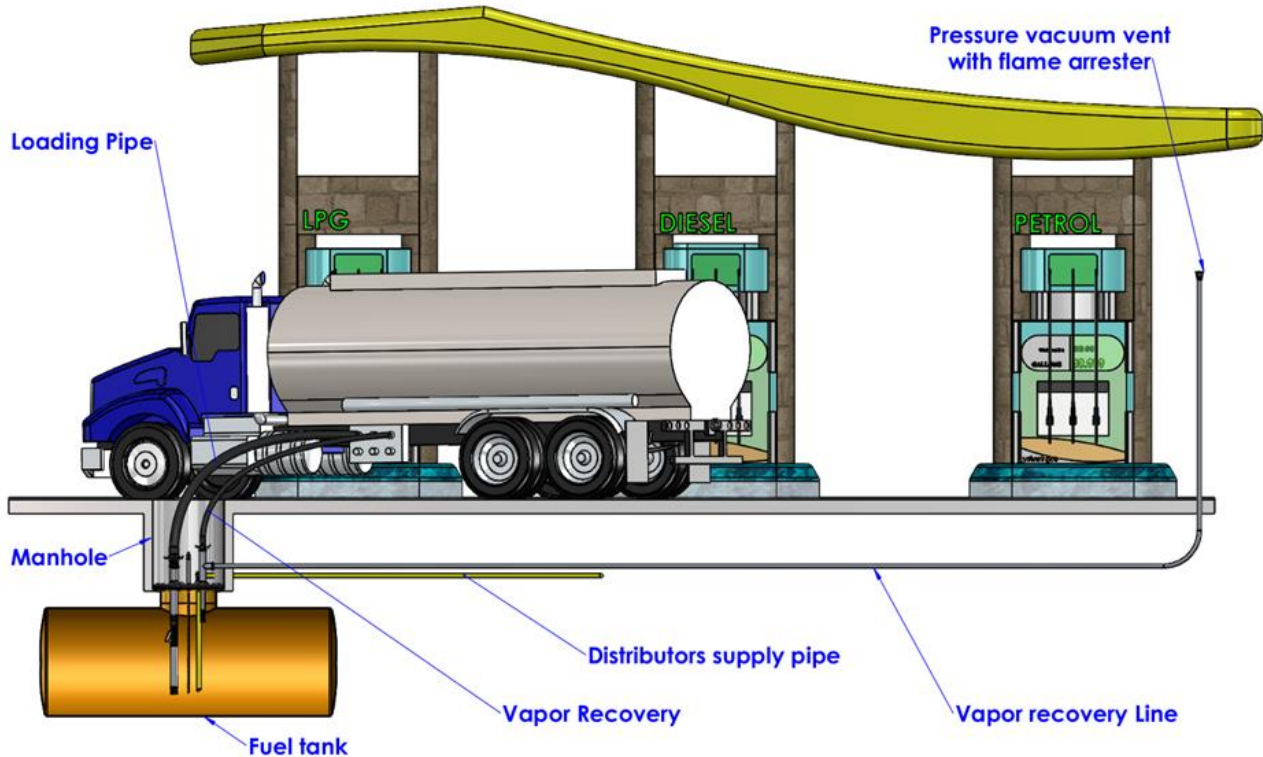 Pressure vacuum vent
with flame arrester
Loading Pipe
LPG
DIESEL
PETROL
Manhole
Distributors supply pipe
Vapor Recovery
Vapor recovery Line
Fuel tank